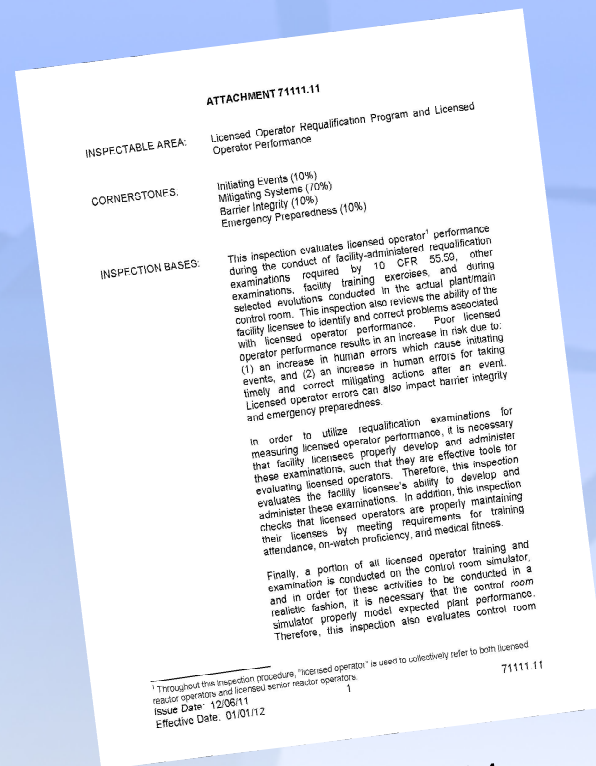 ATTACHMENT 71111.11
INSPECTABLE AREA: Licensed Operator Requalification Program and Licensed
Operator Performance
CORNERSTONES: Initiating Events (10%)
Mitigating Systems (70%)
Barrier Integrity (10%)
Emergency Preparedness (10%)
INSPECTION BASES: This inspection evaluates licensed operator¹ performance
during the conduct of facility-administered requalification
examinations required by 10 CFR 55.59, other
examinations, facility training exercises, and during
selected evolutions conducted in the actual plant/main
control room. This inspection also reviews the ability of the
facility licensee to identify and correct problems associated
with licensed operator performance. Poor licensed
operator performance results in an increase in risk due to:
(1) an increase in human errors which cause initiating
events, and (2) an increase in human errors for taking
timely and correct mitigating actions after an event.
Licensed operator errors can also impact barrier integrity
and emergency preparedness.
In order to utilize requalification examinations for
measuring licensed operator performance, it is necessary
that facility licensees properly develop and administer
these examinations, such that they are effective tools for
evaluating licensed operators. Therefore, this inspection
evaluates the facility licensee's ability to develop and
administer these examinations. In addition, this inspection
checks that licensed operators are properly maintaining
their licenses by meeting requirements for training
attendance, on-watch proficiency, and medical fitness.
Finally, a portion of all licensed operator training and
examination is conducted on the control room simulator,
and in order for these activities to be conducted in a
realistic fashion, it is necessary that the control room
simulator properly model expected plant performance.
Therefore, this inspection also evaluates control room
¹ Throughout this inspection procedure, "licensed operator" is used to collectively refer to both licensed
reactor operators and licensed senior reactor operators.
Issue Date: 12/06/11 1 71111.11
Effective Date: 01/01/12